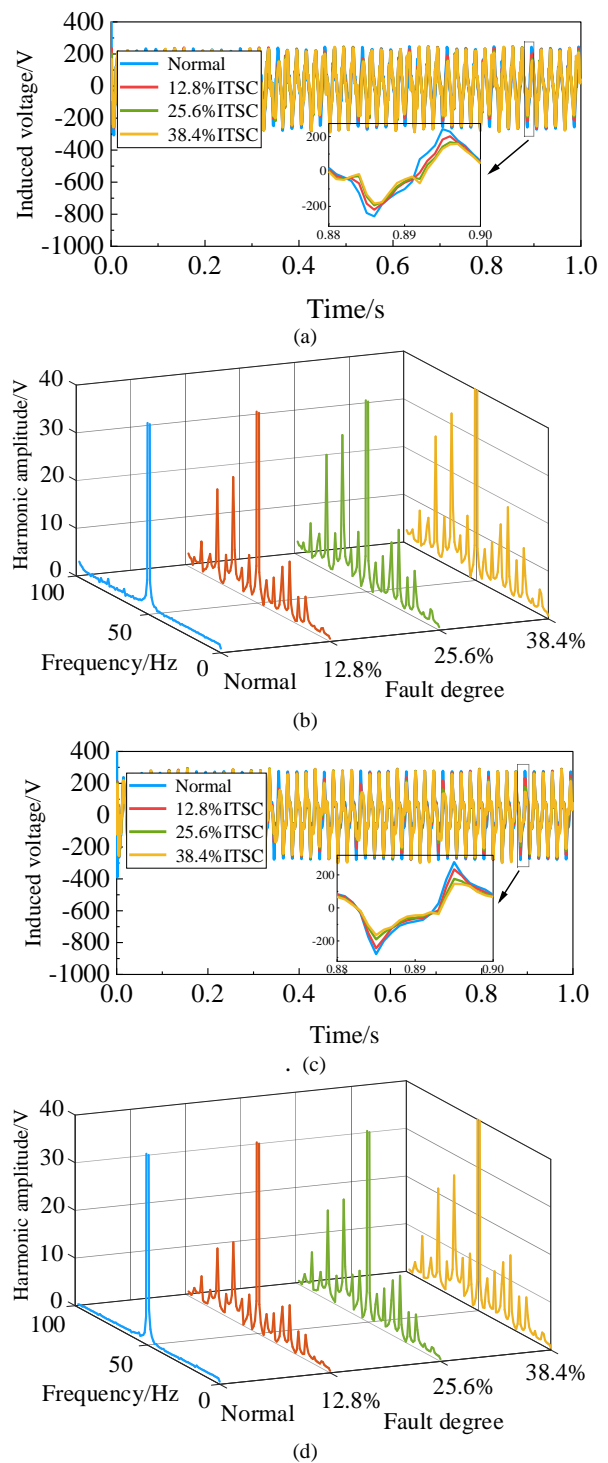 400
200
0
-200
-400
-600
-800
-1000
Induced voltage/V
Normal
12.8%ITSC
25.6%ITSC
38.4%ITSC
200
0
-200
0.88
0.89
0.90
0.0
0.2
0.4
0.6
0.8
1.0
Time/s
(a)
Harmonic amplitude/V
40
30
20
10
0
100
50
0
Frequency/Hz
Normal
12.8%
25.6%
38.4%
Fault degree
(b)
400
200
0
-200
-400
-600
-800
-1000
Induced voltage/V
Normal
12.8%ITSC
25.6%ITSC
38.4%ITSC
200
0
-200
0.88
0.89
0.90
0.0
0.2
0.4
0.6
0.8
1.0
Time/s
. (c)
Harmonic amplitude/V
40
30
20
10
0
100
50
0
Frequency/Hz
Normal
12.8%
25.6%
38.4%
Fault degree
(d)